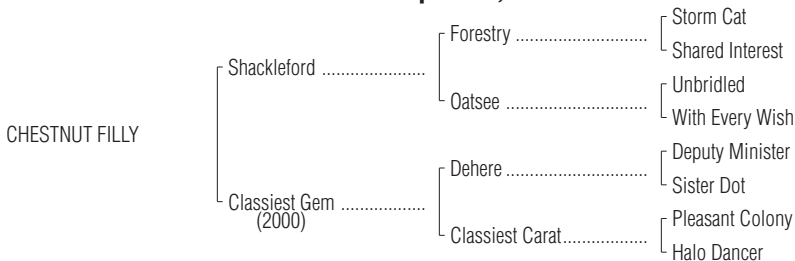 Storm Cat
Forestry
Shared Interest
Shackleford
Unbridled
Oatsee
With Every Wish
CHESTNUT FILLY
Deputy Minister
Dehere
Sister Dot
Classiest Gem
(2000)
Pleasant Colony
Classiest Carat
Halo Dancer